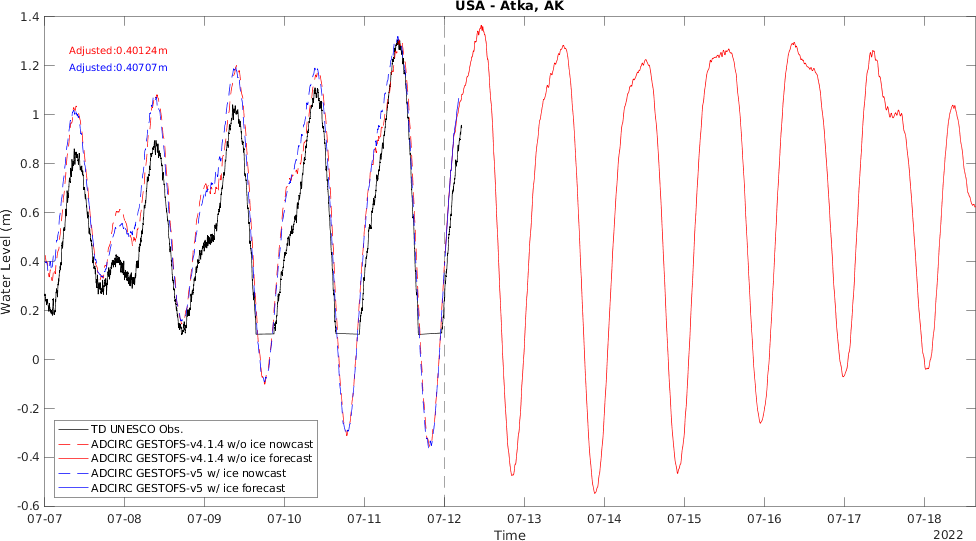 USA - Atka, AK
Adjusted:0.40124m
Adjusted:0.40707m
Water Level (m)
1.4
1.2
1
0.8
0.6
0.4
0.2
0
-0.2
-0.4
-0.6
TD UNESCO Obs.
ADCIRC GESTOFS-v4.1.4 w/o ice nowcast
ADCIRC GESTOFS-v4.1.4 w/o ice forecast
ADCIRC GESTOFS-v5 w/ ice nowcast
ADCIRC GESTOFS-v5 w/ ice forecast
07-07 07-08 07-09 07-10 07-11 07-12 07-13 07-14 07-15 07-16 07-17 07-18
Time
2022